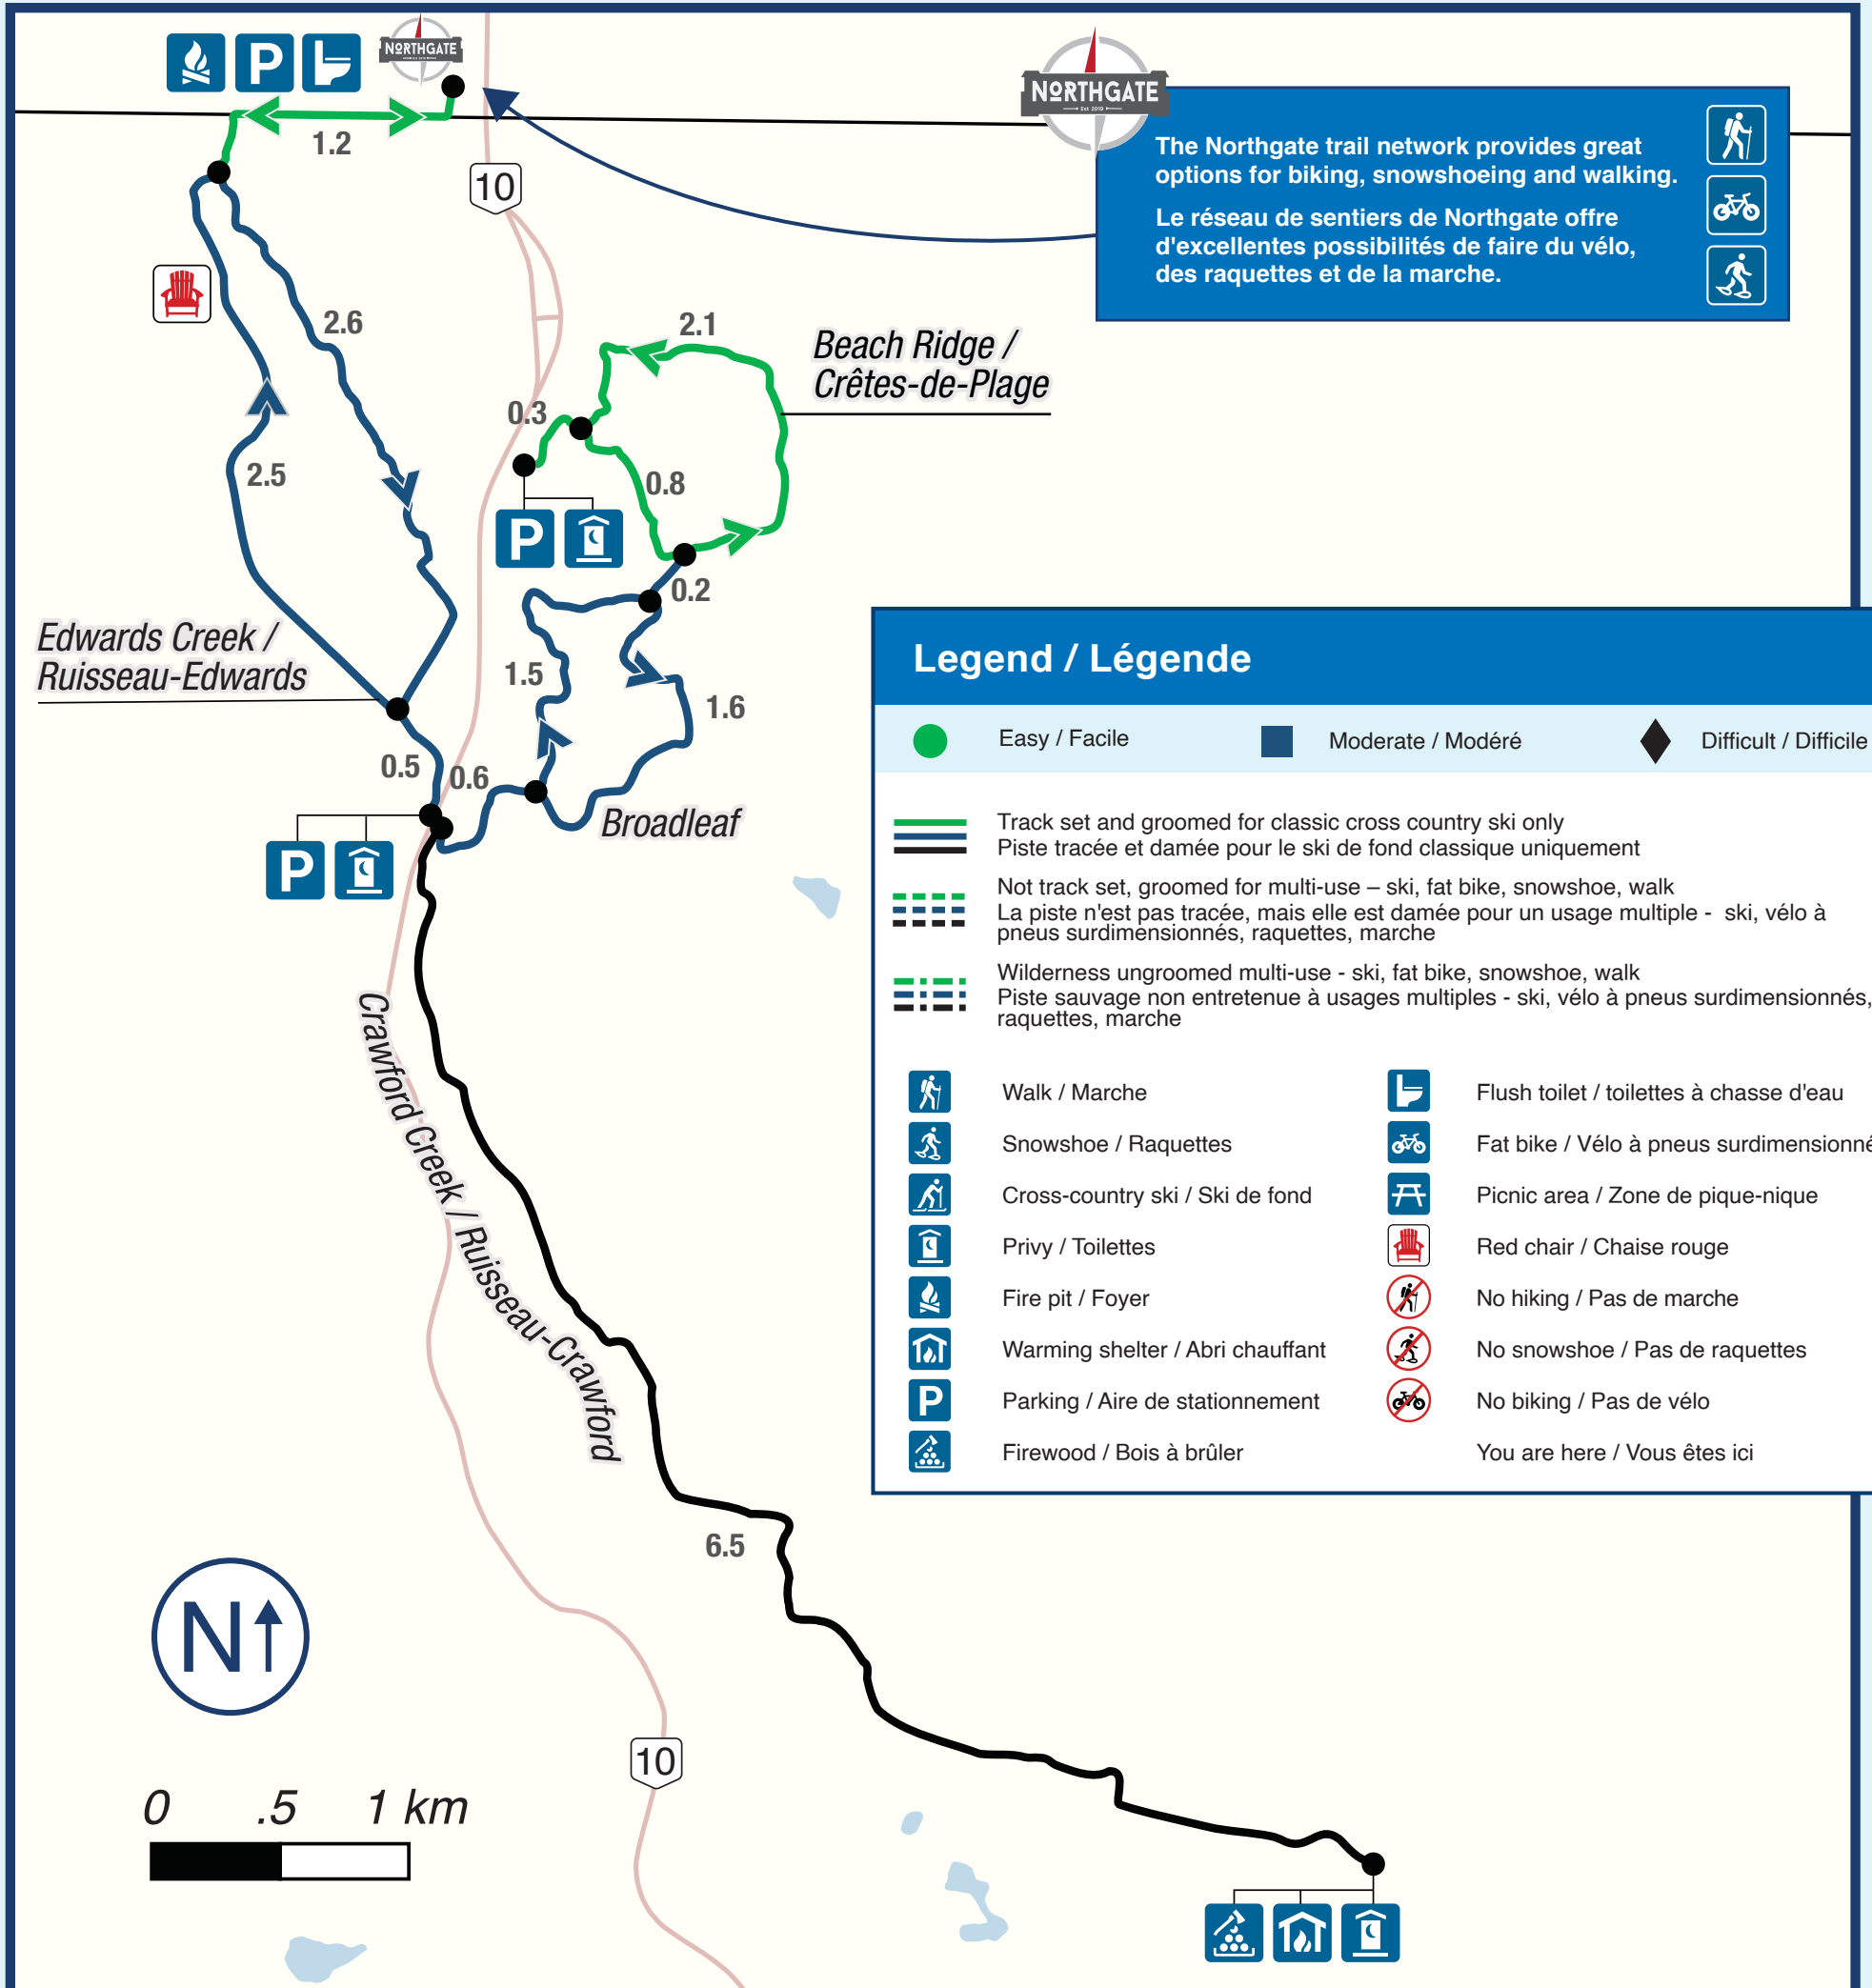 NORTHGATE
NORTHGATE
Est 2019
The Northgate trail network provides great
options for biking, snowshoeing and walking.
Le réseau de sentiers de Northgate offre
d'excellentes possibilités de faire du vélo,
des raquettes et de la marche.
P
1.2
10
2.6
2.1
Beach Ridge /
Crêtes-de-Plage
0.3
2.5
0.8
P
0.2
Edwards Creek /
Ruisseau-Edwards
1.5
1.6
0.5
0.6
Broadleaf
P
Crawford Creek / Ruisseau-Crawford
6.5
N
10
0 .5 1 km
Legend / Légende
Easy / Facile
Moderate / Modéré
Difficult / Difficile
Track set and groomed for classic cross country ski only
Piste tracée et damée pour le ski de fond classique uniquement
Not track set, groomed for multi-use – ski, fat bike, snowshoe, walk
La piste n'est pas tracée, mais elle est damée pour un usage multiple - ski, vélo à
pneus surdimensionnés, raquettes, marche
Wilderness ungroomed multi-use - ski, fat bike, snowshoe, walk
Piste sauvage non entretenue à usages multiples - ski, vélo à pneus surdimensionnés,
raquettes, marche
Walk / Marche
Flush toilet / toilettes à chasse d'eau
Snowshoe / Raquettes
Fat bike / Vélo à pneus surdimensionné
Cross-country ski / Ski de fond
Picnic area / Zone de pique-nique
Privy / Toilettes
Red chair / Chaise rouge
Fire pit / Foyer
No hiking / Pas de marche
Warming shelter / Abri chauffant
No snowshoe / Pas de raquettes
P
Parking / Aire de stationnement
No biking / Pas de vélo
Firewood / Bois à brûler
You are here / Vous êtes ici